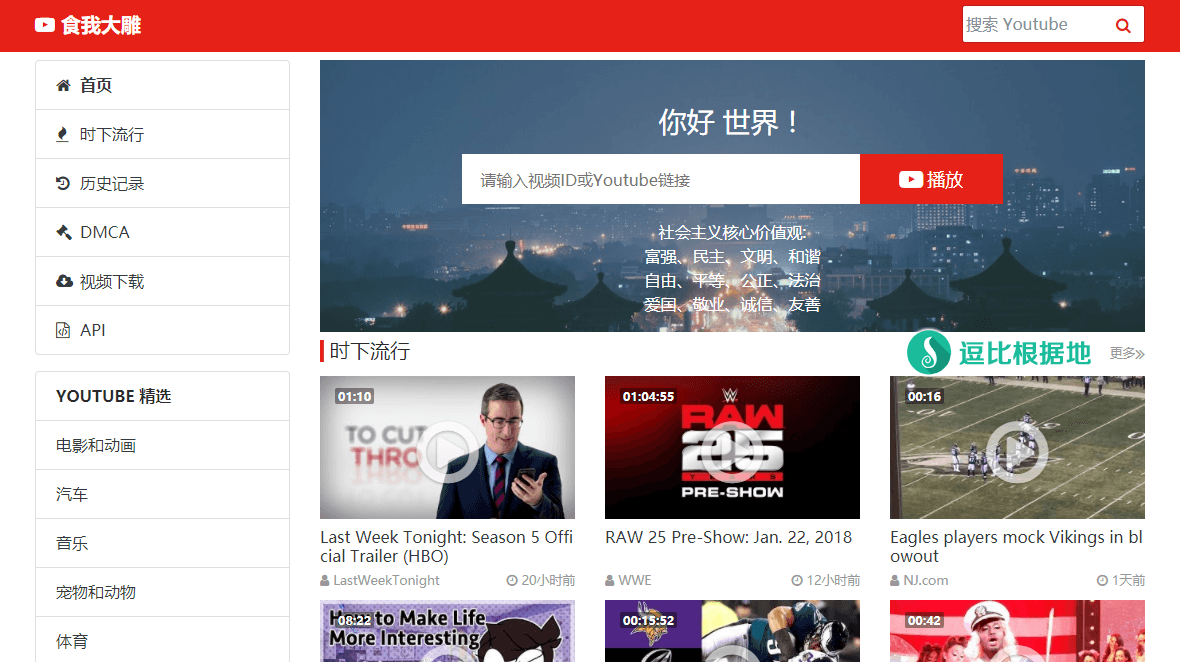 食我大雕
搜索 Youtube
首页
时下流行
历史记录
DMCA
视频下载
API
YOUTUBE 精选
电影和动画
汽车
音乐
宠物和动物
体育
你好 世界！
请输入视频ID或Youtube链接
播放
社会主义核心价值观:
富强、民主、文明、和谐
自由、平等、公正、法治
爱国、敬业、诚信、友善
时下流行
逗比根据地
更多
01:10
TO CUT
THRO
Last Week Tonight: Season 5 Offi
cial Trailer (HBO)
LastWeekTonight
20小时前
01:04:55
RAW
25
YEARS
PRE-SHOW
RAW 25 Pre-Show: Jan. 22, 2018
WWE
12小时前
00:16
Eagles players mock Vikings in bl
owout
NJ.com
1天前
08:22
How to Make Life
More Interesting
00:15:52
00:42